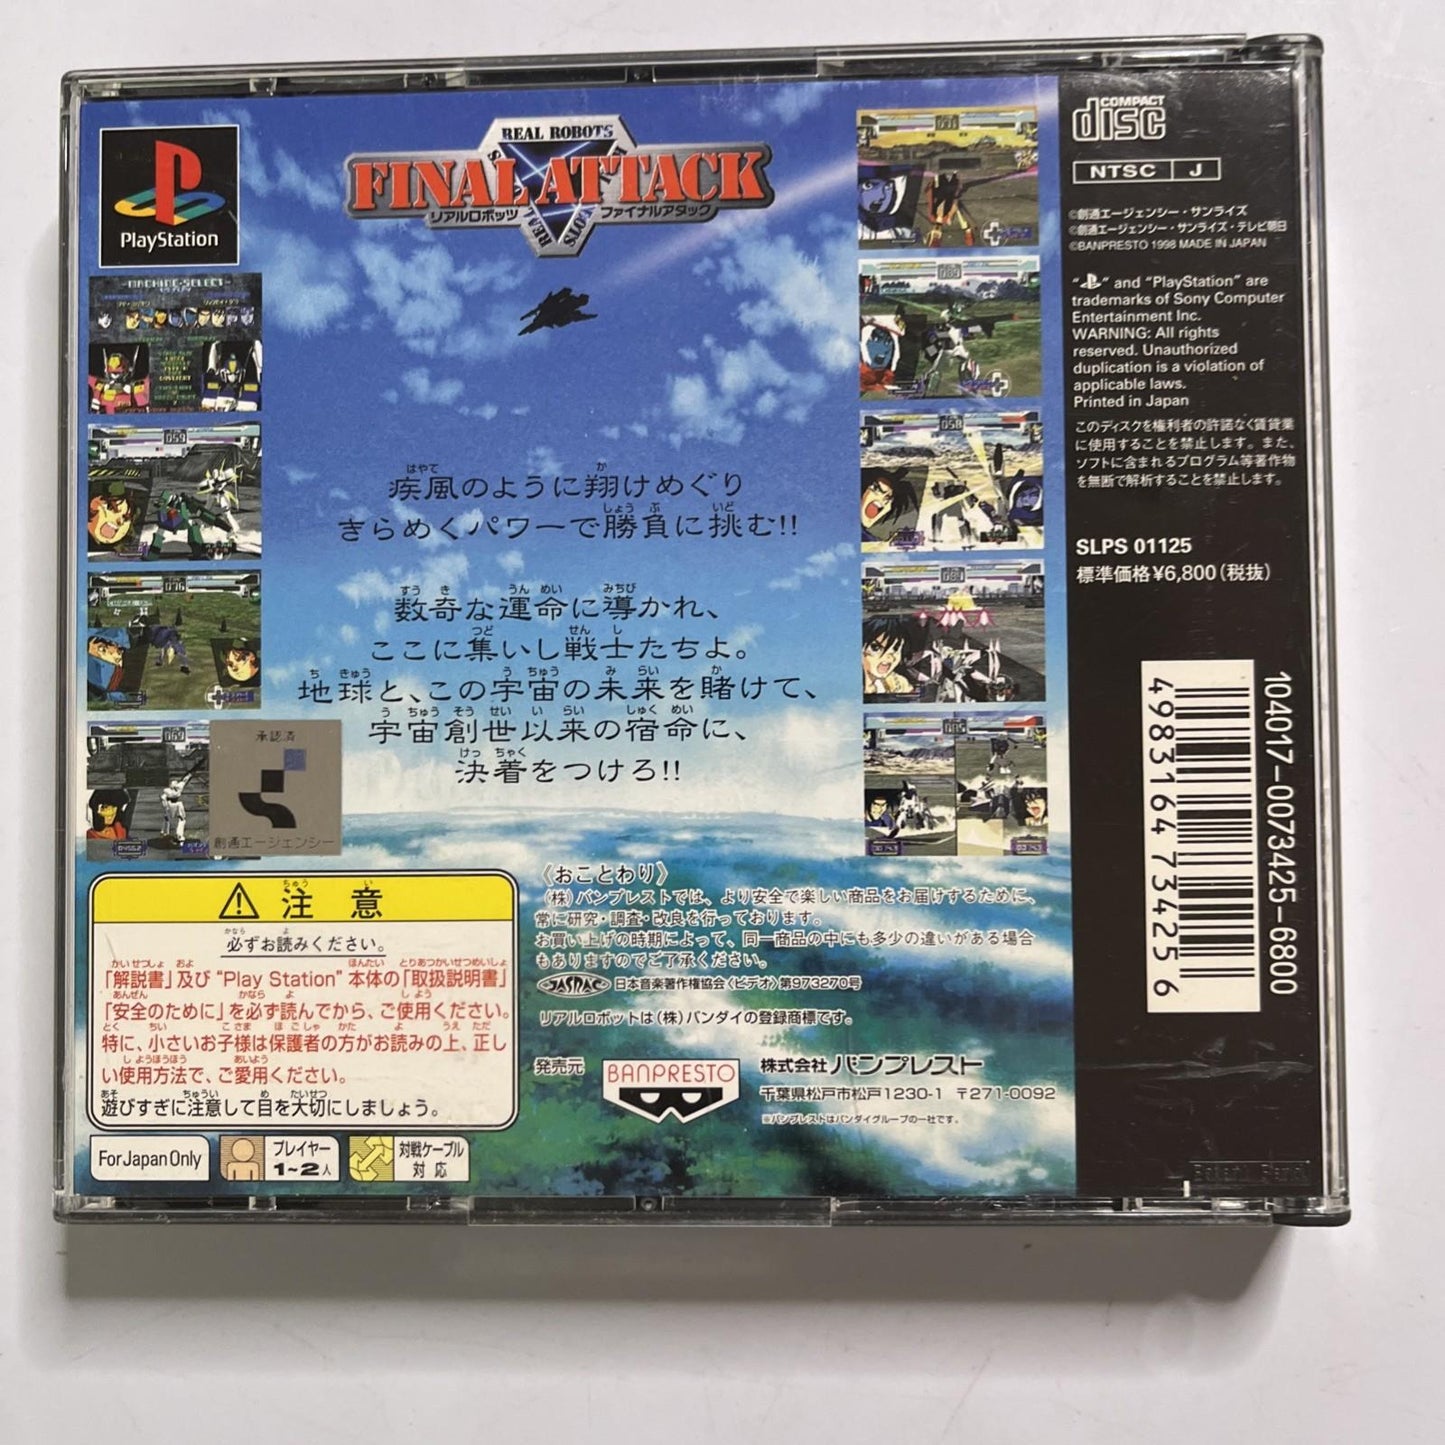 PlayStation
REAL ROBOTS
FINAL ATTACK
リアルロボッツ ファイナルアタック
MACHINE SELECT
疾風のように翔けめぐり
きらめくパワーで勝負に挑む!!
数奇な運命に導かれ、
ここに集いし戦士たちよ。
地球と、この宇宙の未来を賭けて、
宇宙創世以来の宿命に、
決着をつけろ!!
承認済
創通エージェンシー
注意
必ずお読みください。
「解説書」及び“Play Station”本体の「取扱説明書」
「安全のために」を必ず読んでから、ご使用ください。
特に、小さいお子様は保護者の方がお読みの上、正し
い使用方法で、ご愛用ください。
遊びすぎに注意して目を大切にしましょう。
For Japan Only
プレイヤー
1~2人
対戦ケーブル
対応
《おことわり》
(株)バンプレストでは、より安全で楽しい商品をお届けするために、
常に研究・調査・改良を行っております。
お買い上げの時期によって、同一商品の中にも多少の違いがある場合
もありますのでご了承ください。
JASRAC 日本音楽著作権協会〈ビデオ〉第973270号
リアルロボットは(株)バンダイの登録商標です。
発売元 BANPRESTO 株式会社 バンプレスト
千葉県松戸市松戸1230-1 〒271-0092
※バンプレストはバンダイグループの一社です。
COMPACT
disc
NTSC J
©創通エージェンシー・サンライズ
©創通エージェンシー・サンライズ・テレビ朝日
©BANPRESTO 1998 MADE IN JAPAN
“ ” and “PlayStation” are
trademarks of Sony Computer
Entertainment Inc.
WARNING: All rights
reserved. Unauthorized
duplication is a violation of
applicable laws.
Printed in Japan
このディスクを権利者の許諾なく賃貸業
に使用することを禁止します。また、
ソフトに含まれるプログラム等著作物
を無断で解析することを禁じます。
SLPS 01125
標準価格¥6,800(税抜)
104017-0073425-6800
4983164734256